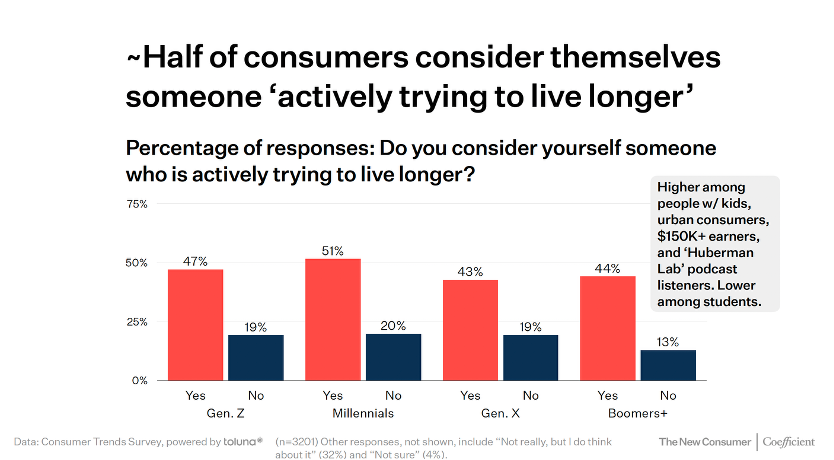 ~Half of consumers consider themselves
someone ‘actively trying to live longer’
Percentage of responses: Do you consider yourself someone
who is actively trying to live longer?
Higher among
people w/ kids,
urban consumers,
$150K+ earners,
and ‘Huberman
Lab’ podcast
listeners. Lower
among students.
75%
50%
25%
0%
47%
19%
51%
20%
43%
19%
44%
13%
Yes No Yes No Yes No Yes No
Gen. Z Millennials Gen. X Boomers+
Data: Consumer Trends Survey, powered by toluna*
(n=3201) Other responses, not shown, include “Not really, but I do think
about it” (32%) and “Not sure” (4%).
The New Consumer | Coefficient